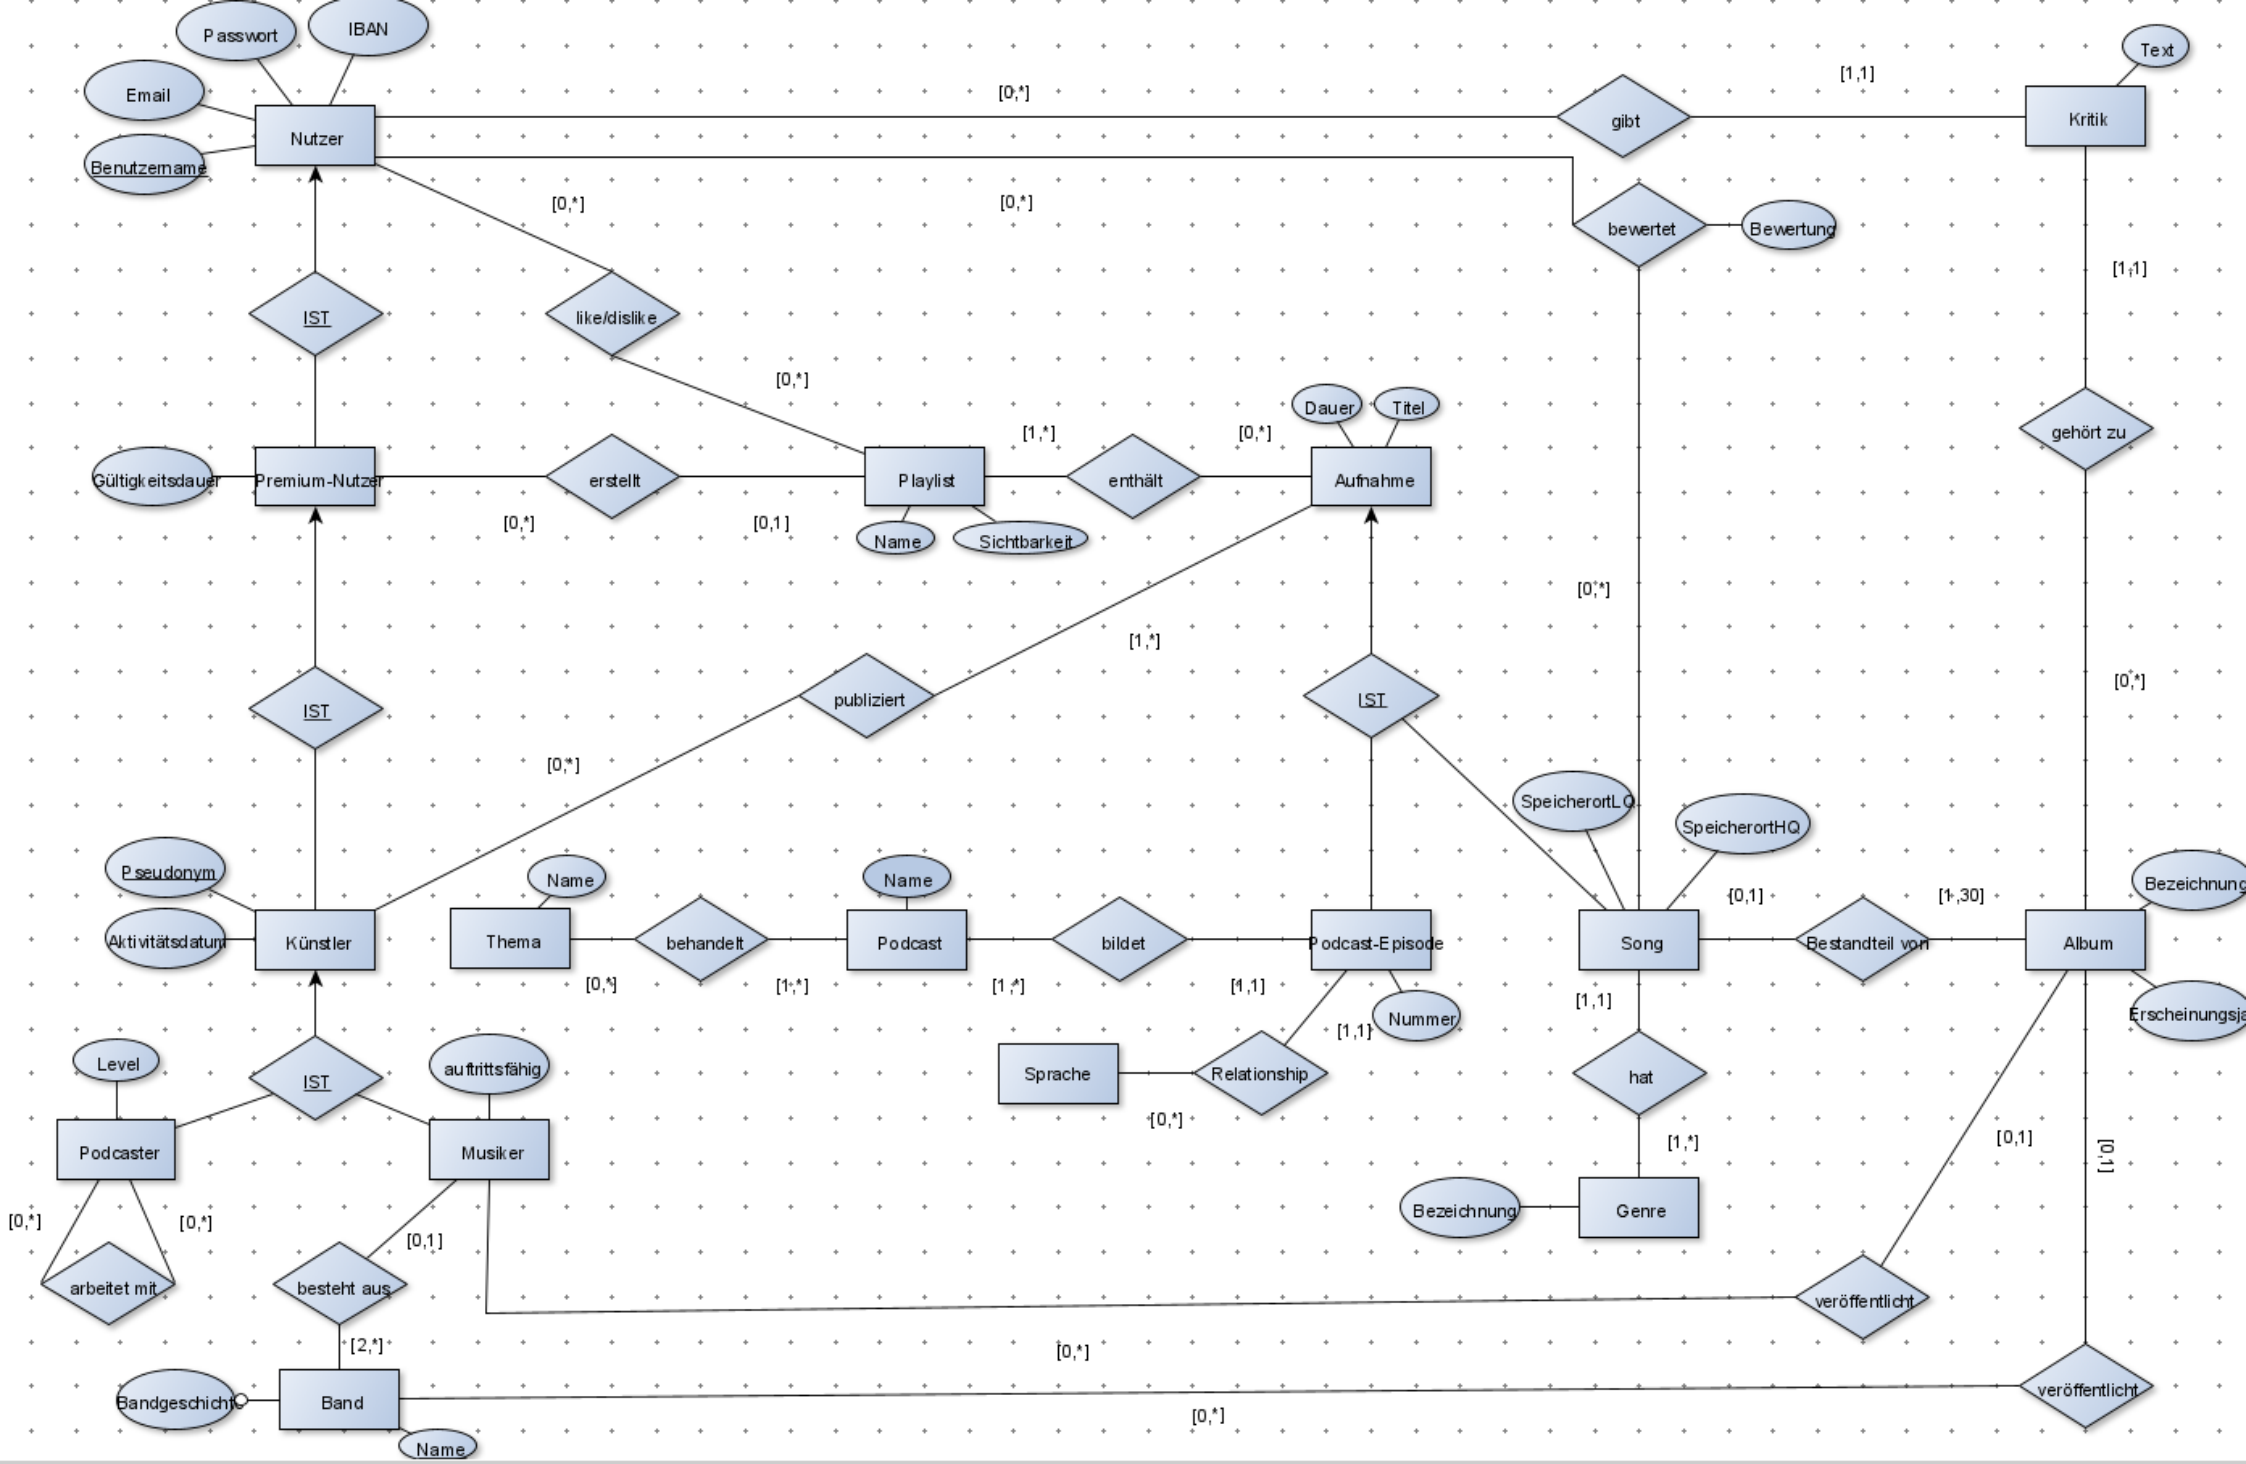 Passwort
IBAN
Email
Benutzername
Nutzer
[0,*]
gibt
[1,1]
Kritik
Text
[0,*]
[0,*]
bewertet
Bewertung
[1,1]
IST
like/dislike
[0,*]
Dauer
Titel
gehört zu
Gültigkeitsdauer
Premium-Nutzer
[0,*]
erstellt
[0,1]
Playlist
Name
Sichtbarkeit
[1,*]
enthält
[0,*]
Aufnahme
[0,*]
[1,*]
IST
publiziert
[0,*]
IST
[0,*]
SpeicherortLQ
SpeicherortHQ
Pseudonym
Aktivitätsdatum
Künstler
Name
Thema
[0,*]
behandelt
[1,*]
Name
Podcast
[1,*]
bildet
[1,1]
Podcast-Episode
Nummer
[1,1]
Song
[0,1]
Bestandteil von
[1,30]
Album
Bezeichnung
Erscheinungsja
[1,1]
Sprache
[0,*]
Relationship
hat
[1,*]
Bezeichnung
Genre
[0,1]
[0,1]
Level
IST
auftrittsfähig
Podcaster
Musiker
[0,*]
[0,*]
arbeitet mit
[0,1]
besteht aus
[2,*]
veröffentlicht
[0,*]
Bandgeschicht
Band
Name
[0,*]
veröffentlicht